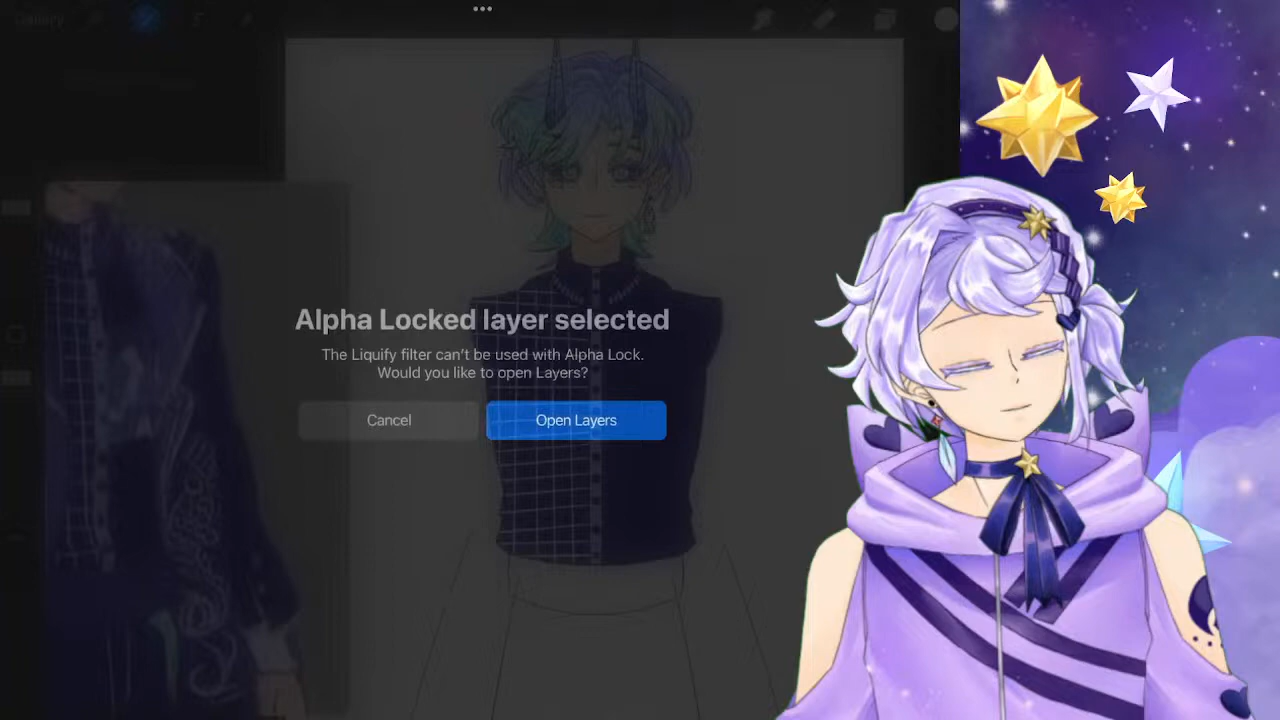 Gallery
Alpha Locked layer selected
The Liquify filter can't be used with Alpha Lock.
Would you like to open Layers?
Cancel
Open Layers